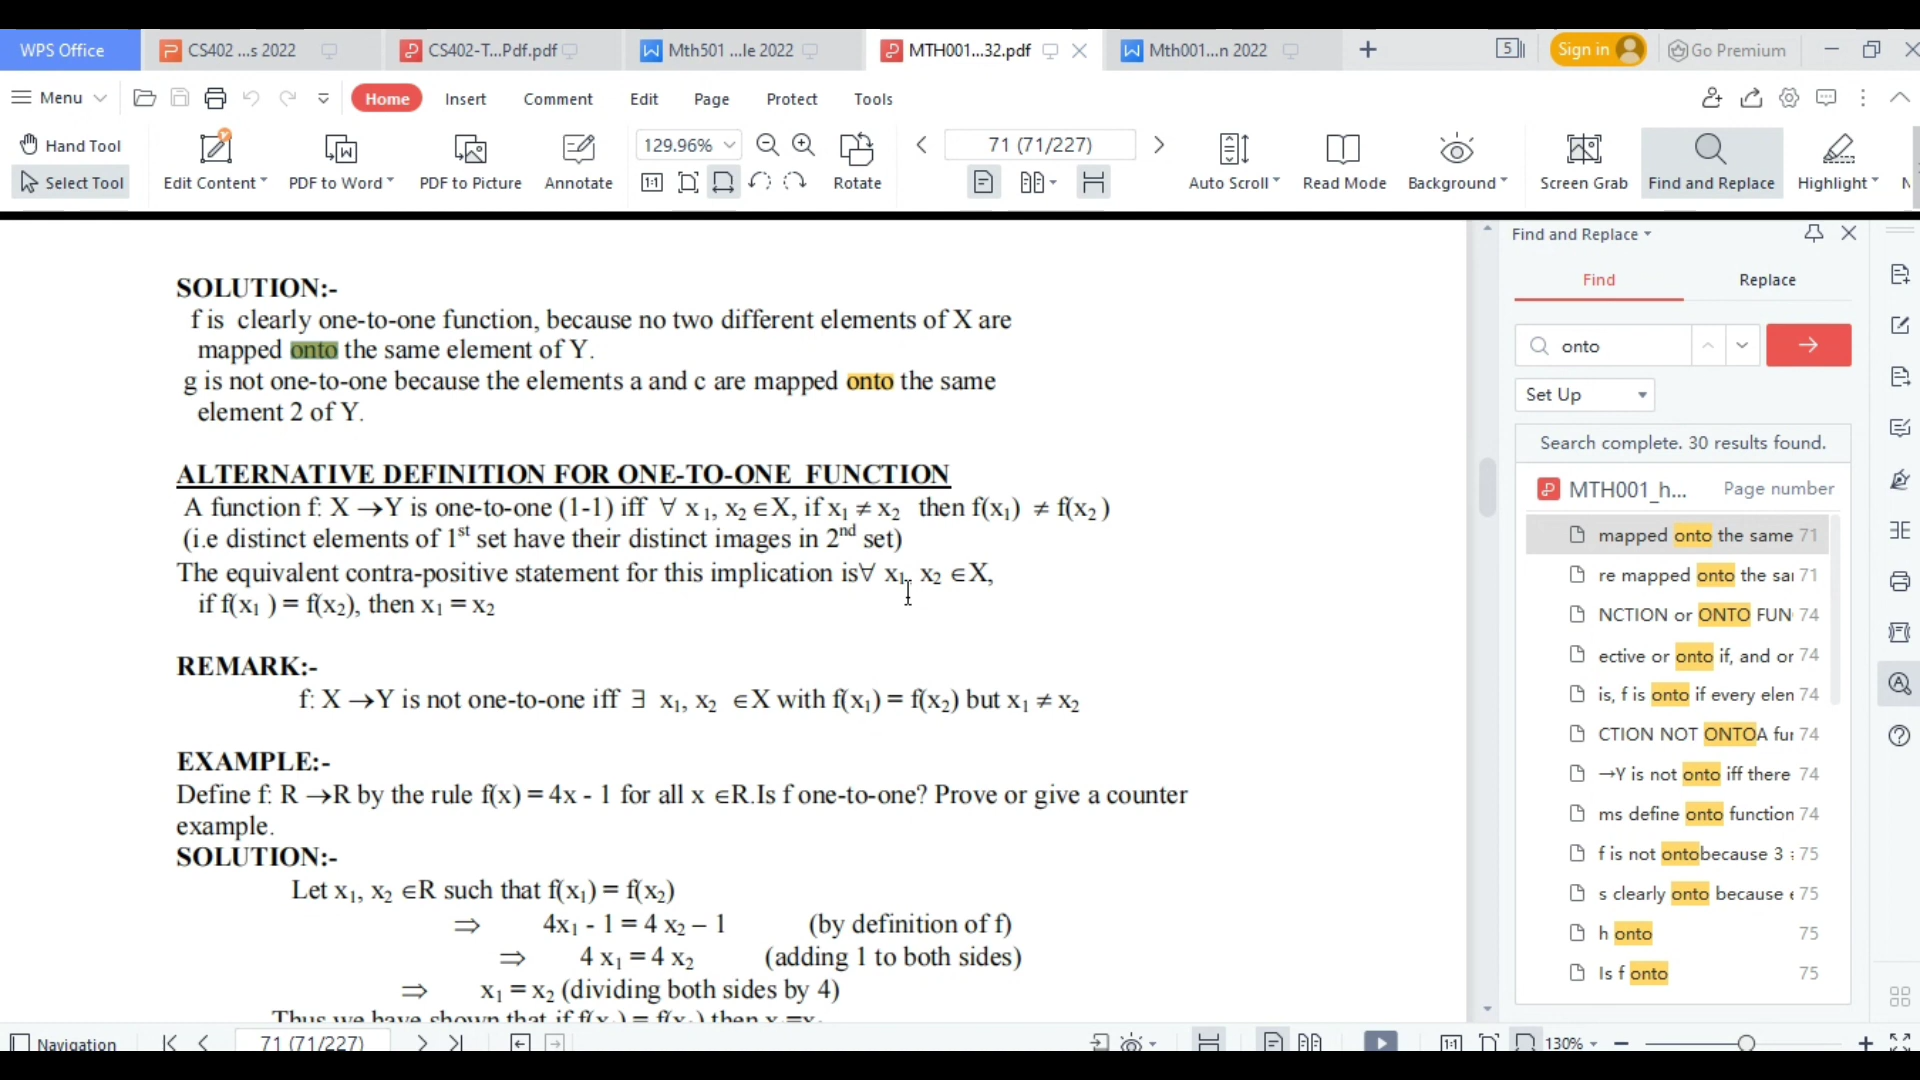 WPS Office
CS402 ...s 2022
CS402-T...Pdf.pdf
Mth501 ...le 2022
MTH001...32.pdf
Mth001...n 2022
5
Sign in
Go Premium
Menu
Home
Insert
Comment
Edit
Page
Protect
Tools
Hand Tool
Select Tool
Edit Content
PDF to Word
PDF to Picture
Annotate
129.96%
Rotate
71 (71/227)
Auto Scroll
Read Mode
Background
Screen Grab
Find and Replace
Highlight
SOLUTION:-
f is clearly one-to-one function, because no two different elements of X are
mapped onto the same element of Y.
g is not one-to-one because the elements a and c are mapped onto the same
element 2 of Y.
ALTERNATIVE DEFINITION FOR ONE-TO-ONE FUNCTION
A function f: X →Y is one-to-one (1-1) iff ∀ x₁, x₂ ∈X, if x₁ ≠ x₂ then f(x₁) ≠ f(x₂)
(i.e distinct elements of 1st set have their distinct images in 2nd set)
The equivalent contra-positive statement for this implication is∀ x₁, x₂ ∈X,
if f(x₁ ) = f(x₂), then x₁ = x₂
REMARK:-
f: X →Y is not one-to-one iff ∃ x₁, x₂ ∈X with f(x₁) = f(x₂) but x₁ ≠ x₂
EXAMPLE:-
Define f: R →R by the rule f(x) = 4x - 1 for all x ∈R.Is f one-to-one? Prove or give a counter
example.
SOLUTION:-
Let x₁, x₂ ∈R such that f(x₁) = f(x₂)
⇒ 4x₁ - 1 = 4 x₂ – 1 (by definition of f)
⇒ 4 x₁ = 4 x₂ (adding 1 to both sides)
⇒ x₁ = x₂ (dividing both sides by 4)
Thus we have shown that if f(x₁) = f(x₂) then x₁=x₂
Find and Replace
Find
Replace
onto
Set Up
Search complete. 30 results found.
MTH001_h... Page number
mapped onto the same 71
re mapped onto the sa 71
NCTION or ONTO FUN 74
ective or onto if, and or 74
is, f is onto if every elen 74
CTION NOT ONTOA fur 74
→Y is not onto iff there 74
ms define onto function 74
f is not ontobecause 3 75
s clearly onto because 75
h onto 75
Is f onto 75
Navigation
71 (71/227)
130%